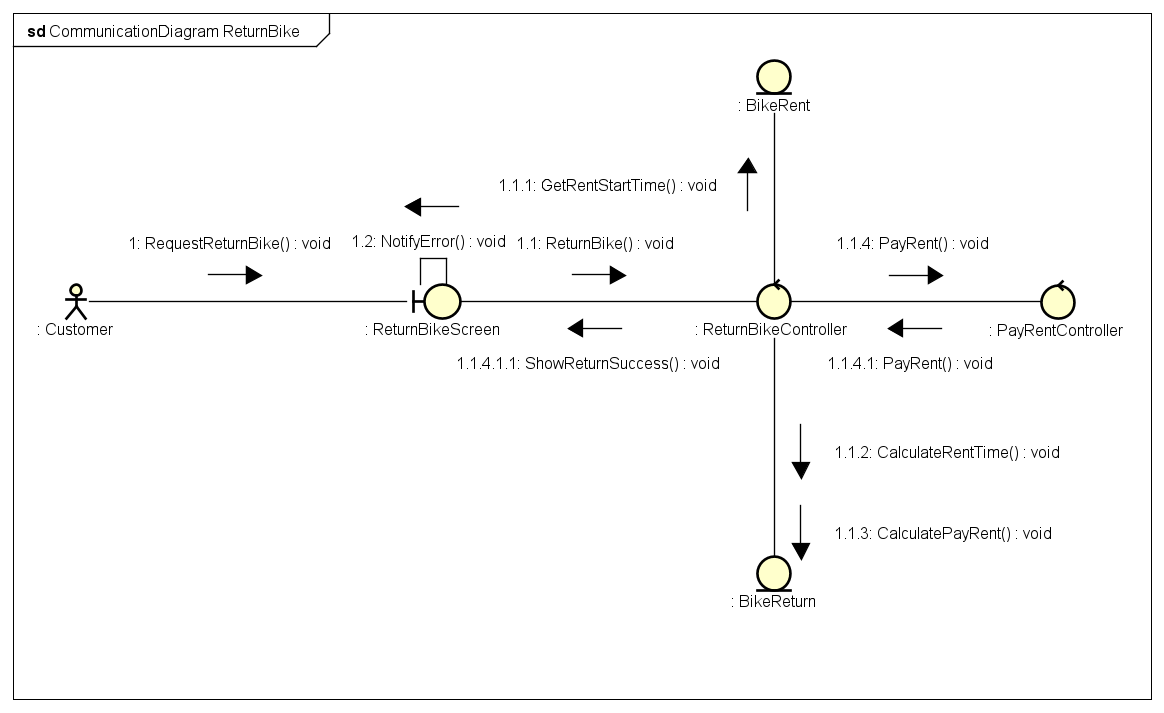 sd CommunicationDiagram ReturnBike
: BikeRent
1.1.1: GetRentStartTime() : void
1: RequestReturnBike() : void
1.2: NotifyError() : void
1.1: ReturnBike() : void
1.1.4: PayRent() : void
: Customer
: ReturnBikeScreen
: ReturnBikeController
: PayRentController
1.1.4.1.1: ShowReturnSuccess() : void
1.1.4.1: PayRent() : void
1.1.2: CalculateRentTime() : void
1.1.3: CalculatePayRent() : void
: BikeReturn